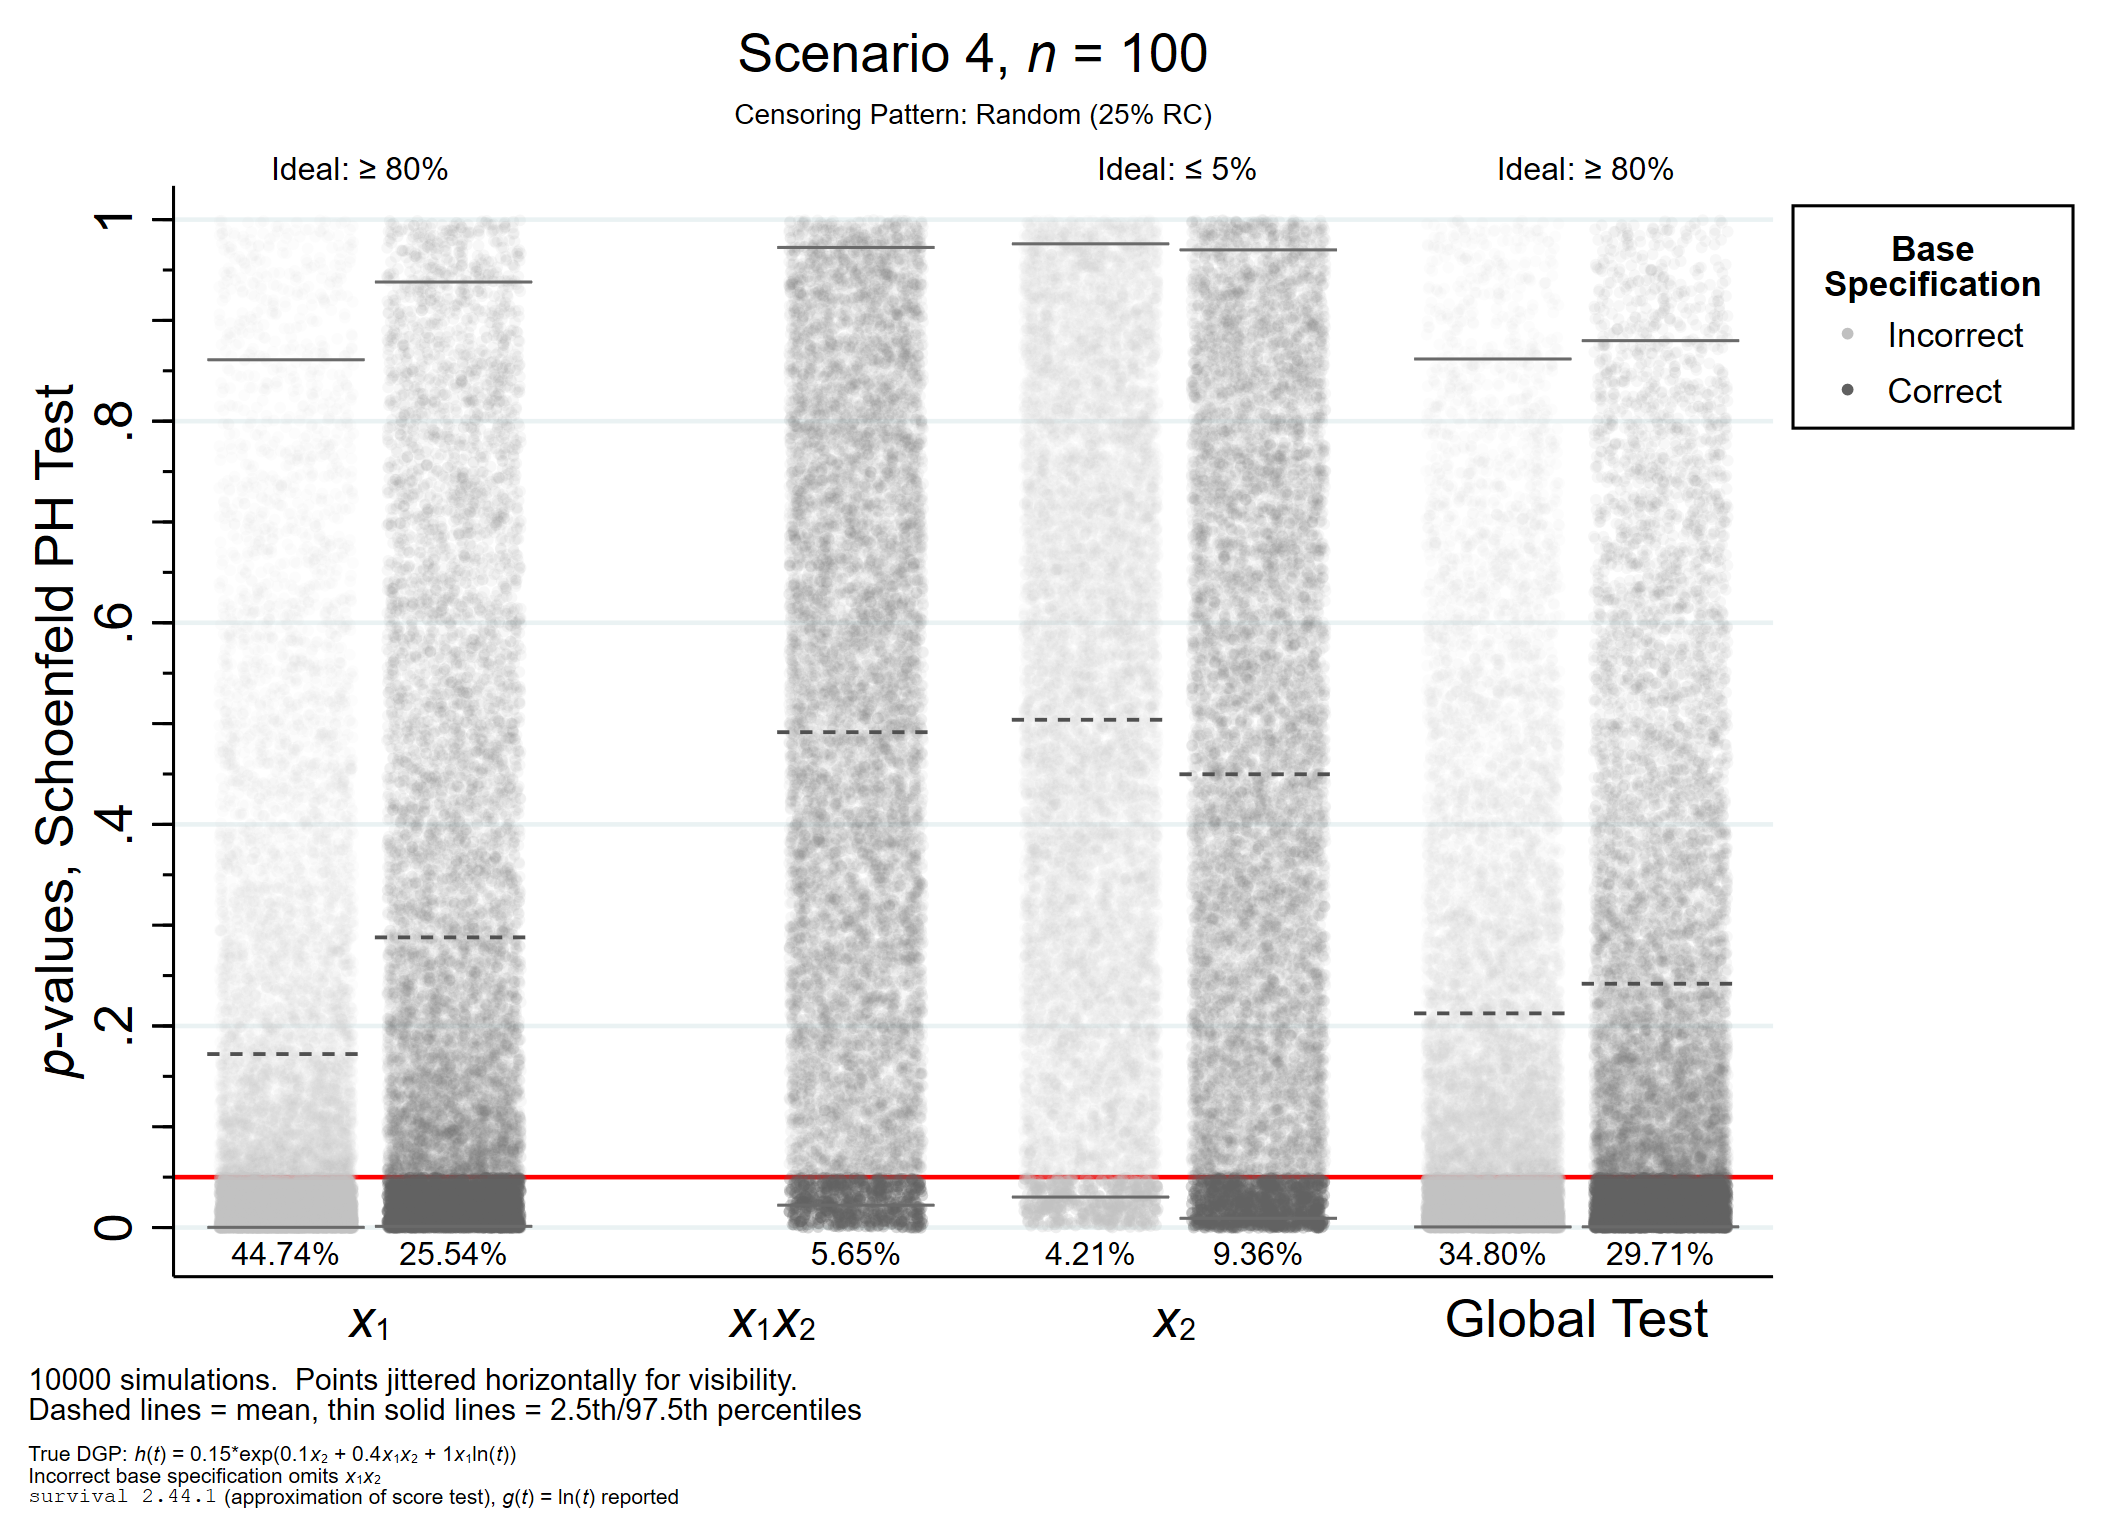 Scenario 4, n = 100
Censoring Pattern: Random (25% RC)
Ideal: ≥ 80%
Ideal: ≤ 5%
Ideal: ≥ 80%
p-values, Schoenfeld PH Test
1
.8
.6
.4
.2
0
Base
Specification
Incorrect
Correct
44.74%
25.54%
5.65%
4.21%
9.36%
34.80%
29.71%
x₁
x₁x₂
x₂
Global Test
10000 simulations.  Points jittered horizontally for visibility.
Dashed lines = mean, thin solid lines = 2.5th/97.5th percentiles
True DGP: h(t) = 0.15*exp(0.1x₂ + 0.4x₁x₂ + 1x₁ln(t))
Incorrect base specification omits x₁x₂
survival 2.44.1 (approximation of score test), g(t) = ln(t) reported